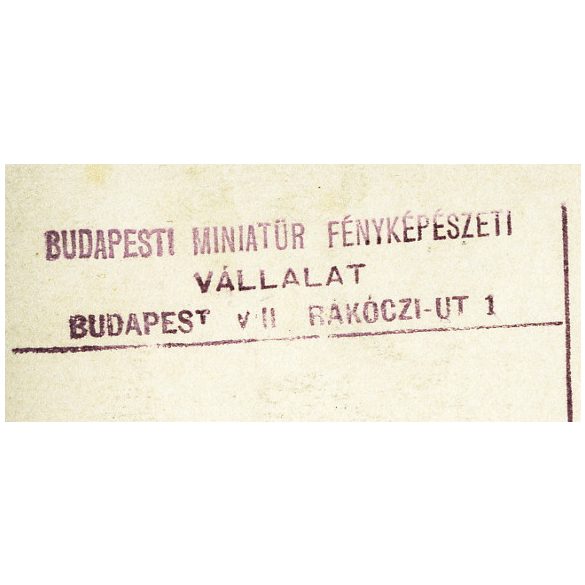 BUDAPESTI MINIATÜR FÉNYKÉPÉSZETI
VÁLLALAT
BUDAPEST VII RÁKÓCZI-UT 1